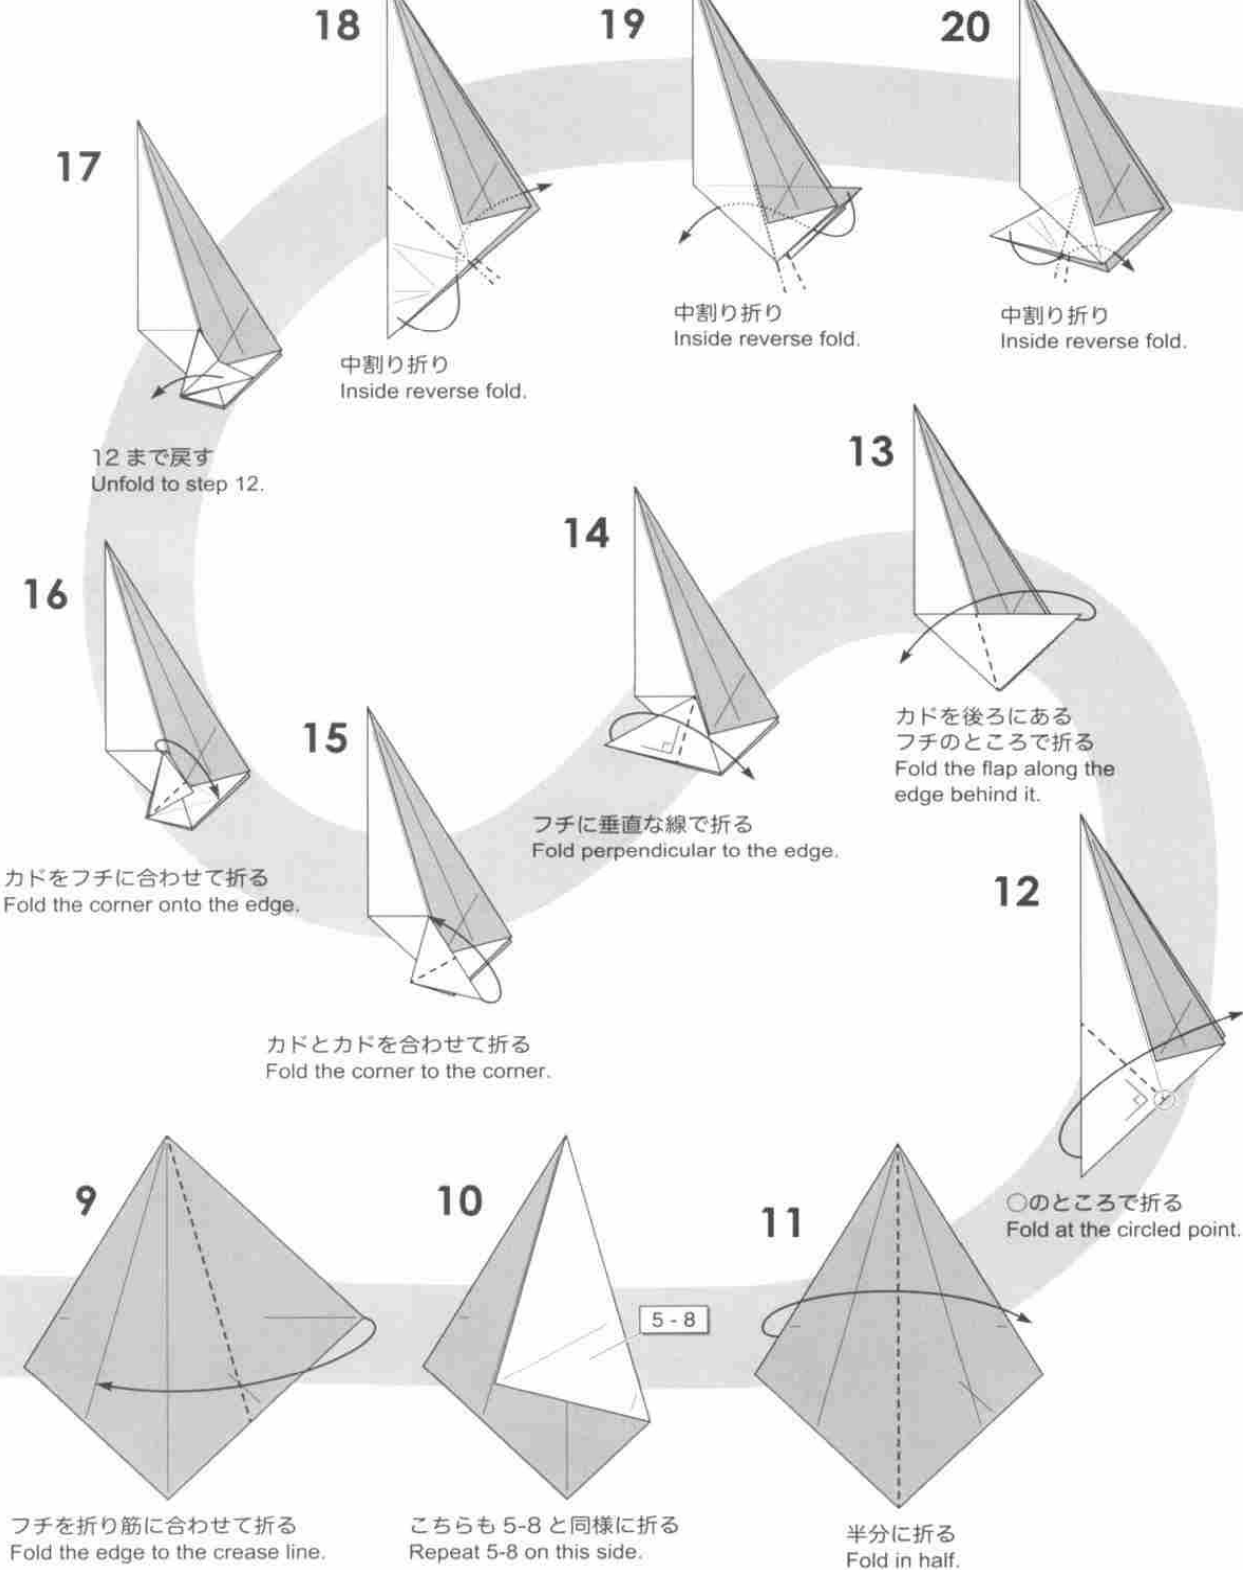 9
フチを折り筋に合わせて折る
Fold the edge to the crease line.
10
5 - 8
こちらも 5-8 と同様に折る
Repeat 5-8 on this side.
11
半分に折る
Fold in half.
12
○のところで折る
Fold at the circled point.
13
カドを後ろにある
フチのところで折る
Fold the flap along the
edge behind it.
14
フチに垂直な線で折る
Fold perpendicular to the edge.
15
カドとカドを合わせて折る
Fold the corner to the corner.
16
カドをフチに合わせて折る
Fold the corner onto the edge.
17
12 まで戻す
Unfold to step 12.
18
中割り折り
Inside reverse fold.
19
中割り折り
Inside reverse fold.
20
中割り折り
Inside reverse fold.